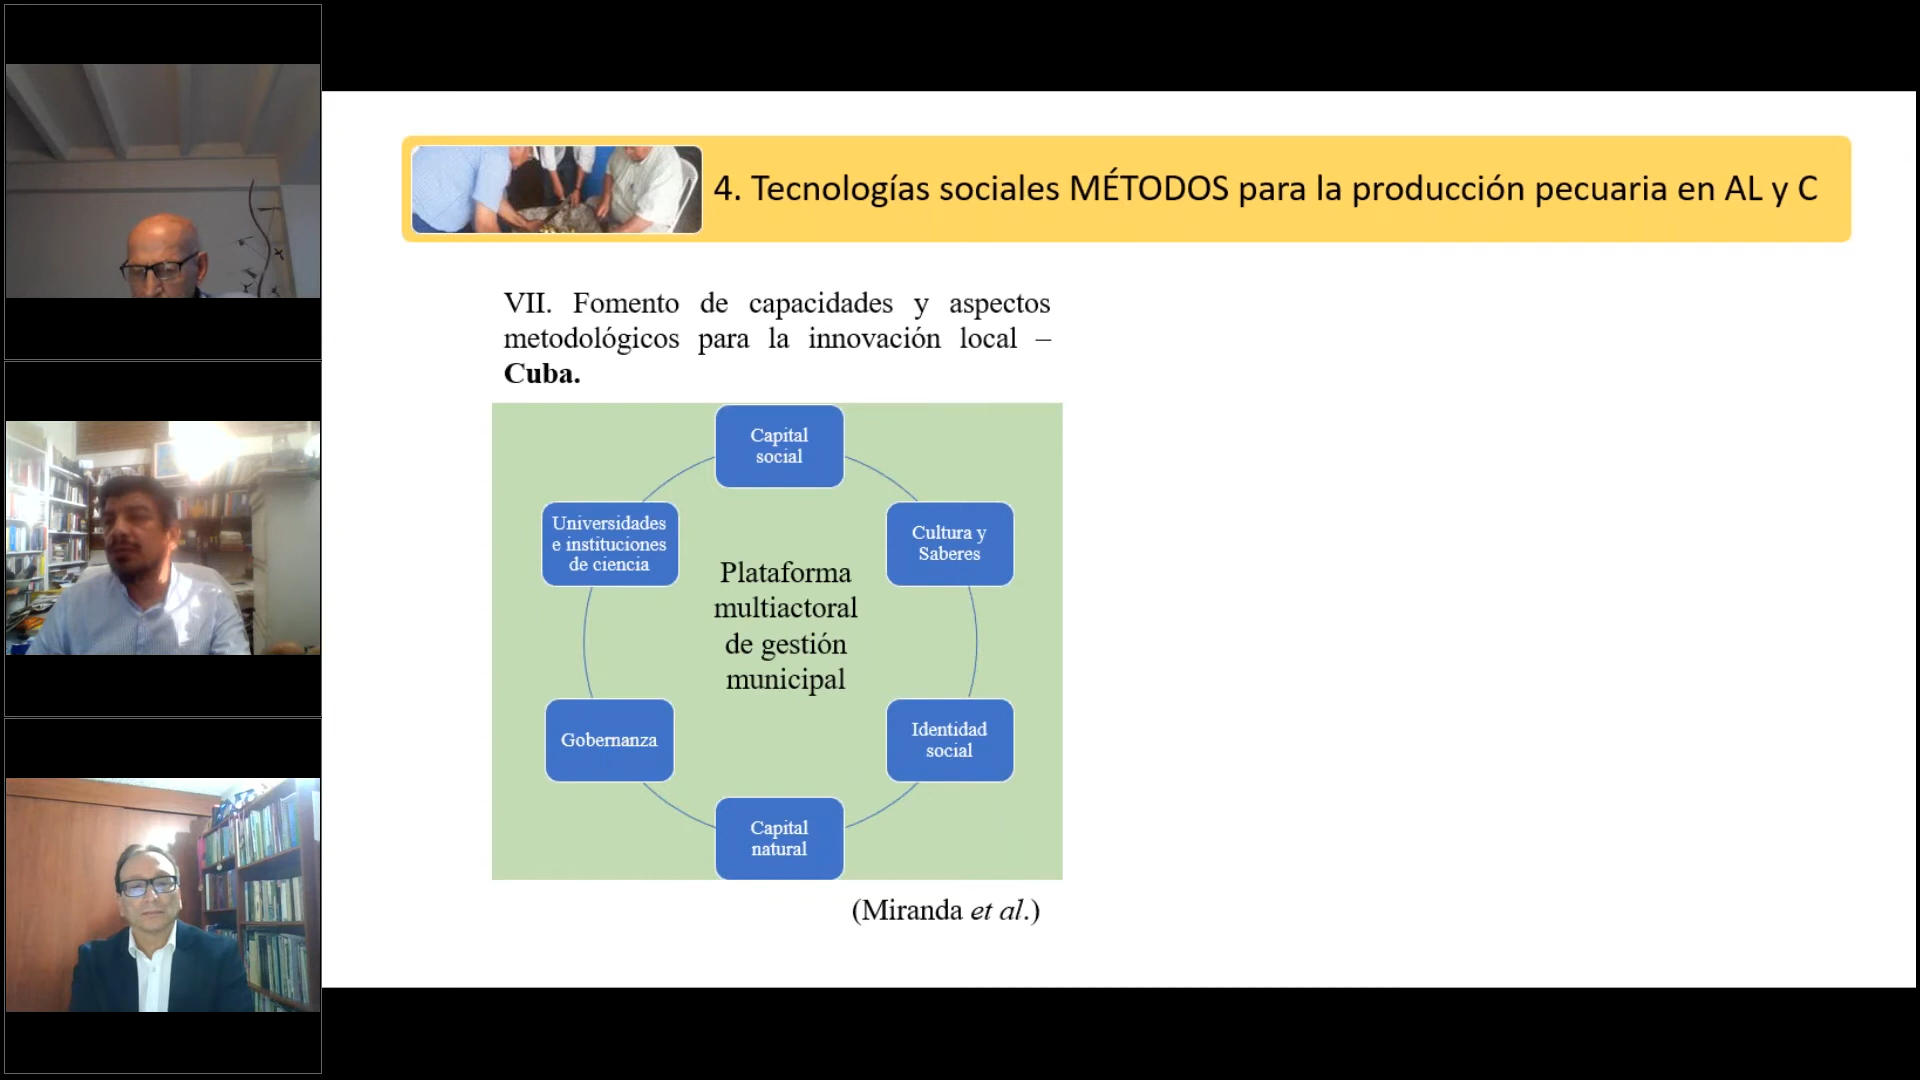 4. Tecnologías sociales MÉTODOS para la producción pecuaria en AL y C
VII. Fomento de capacidades y aspectos
metodológicos para la innovación local –
Cuba.
Capital
social
Universidades
e instituciones
de ciencia
Cultura y
Saberes
Plataforma
multiactoral
de gestión
municipal
Gobernanza
Identidad
social
Capital
natural
(Miranda et al.)